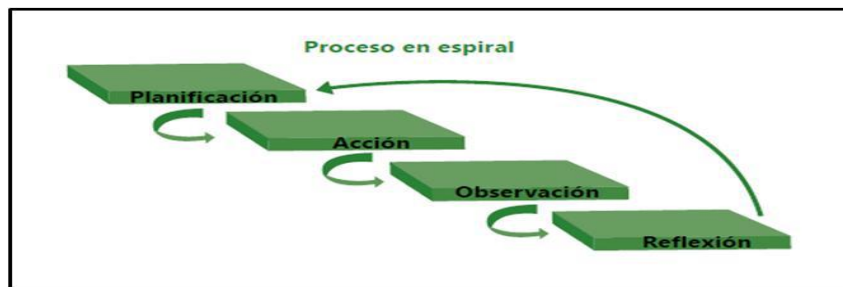 Proceso en espiral
Planificación
Acción
Observación
Reflexión